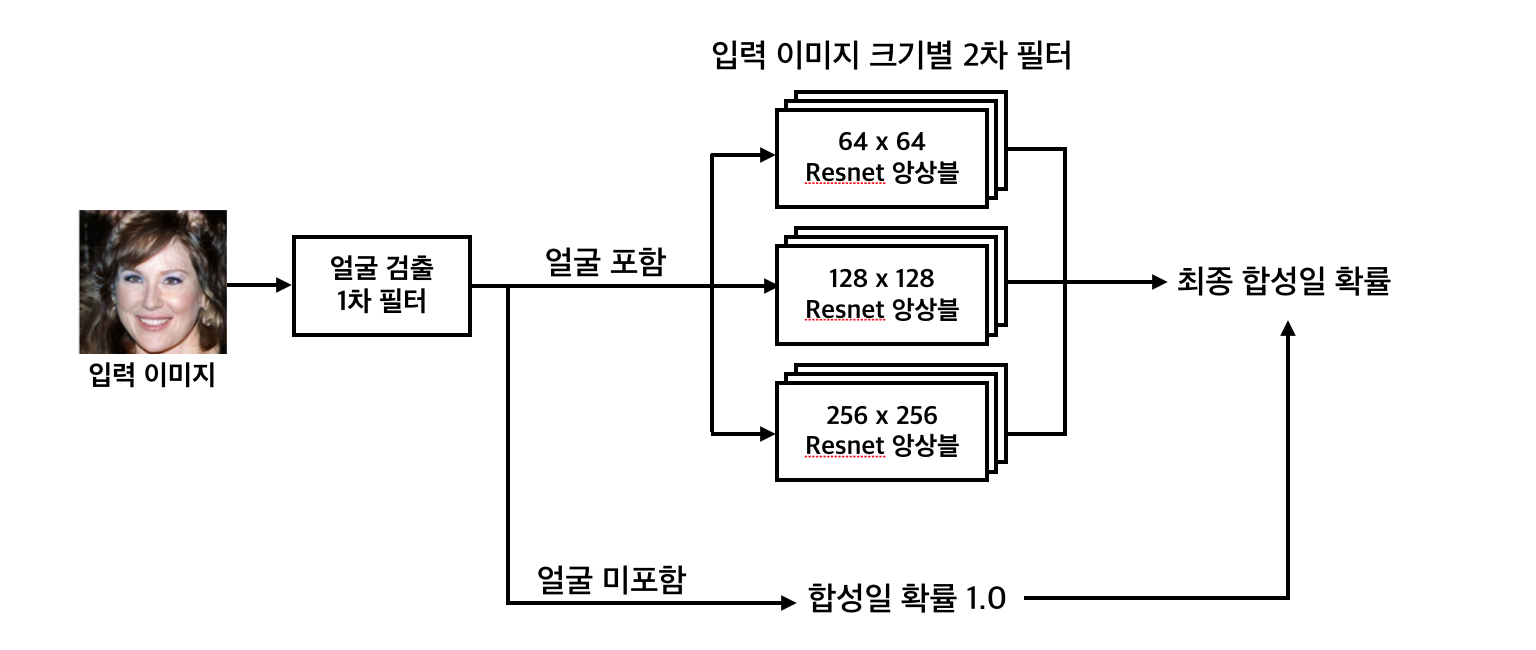 입력 이미지 크기별 2차 필터
64 x 64
Resnet 앙상블
얼굴 검출
1차 필터
얼굴 포함
128 x 128
Resnet 앙상블
최종 합성일 확률
입력 이미지
256 x 256
Resnet 앙상블
얼굴 미포함
합성일 확률 1.0